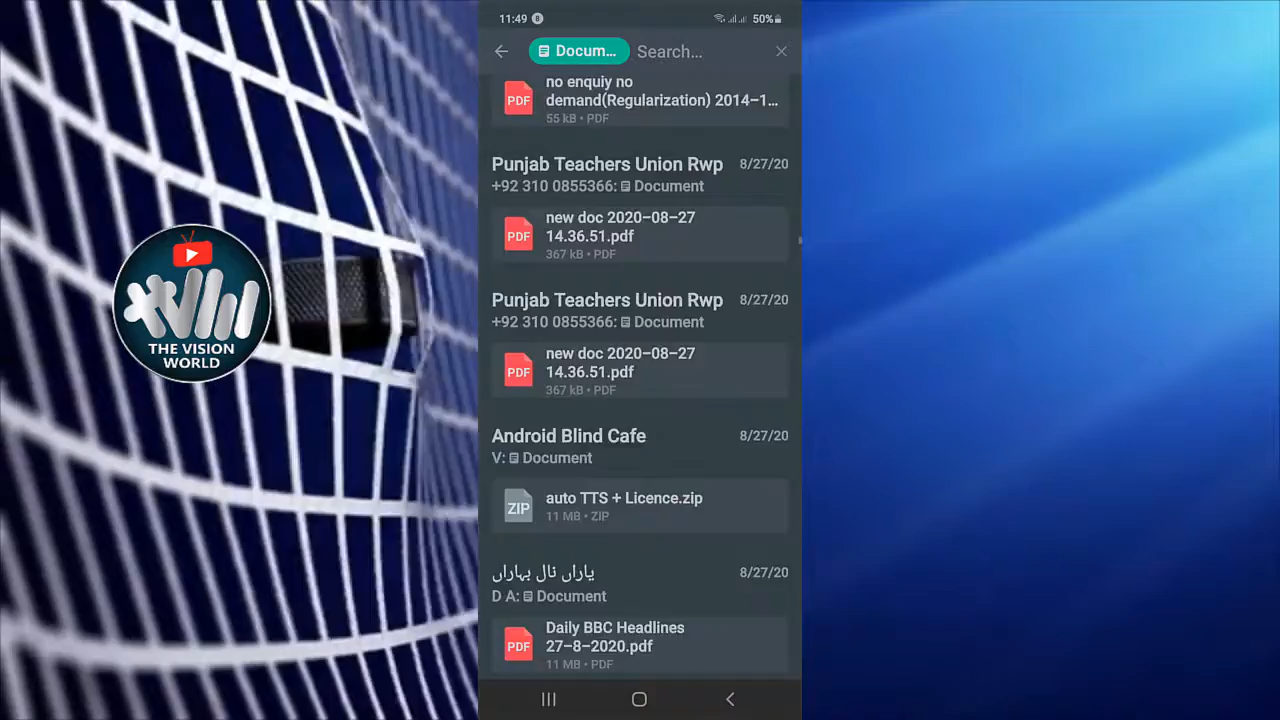 11:49
50%
Docum...
Search...
no enquiy no
demand(Regularization) 2014-1...
PDF
55 kB • PDF
Punjab Teachers Union Rwp 8/27/20
+92 310 0855366: Document
new doc 2020-08-27
14.36.51.pdf
PDF
367 kB • PDF
Punjab Teachers Union Rwp 8/27/20
+92 310 0855366: Document
new doc 2020-08-27
14.36.51.pdf
PDF
367 kB • PDF
Android Blind Cafe 8/27/20
V: Document
auto TTS + Licence.zip
ZIP
11 MB • ZIP
یاراں نال بہاراں 8/27/20
D A: Document
Daily BBC Headlines
27-8-2020.pdf
PDF
11 MB • PDF
THE VISION
WORLD